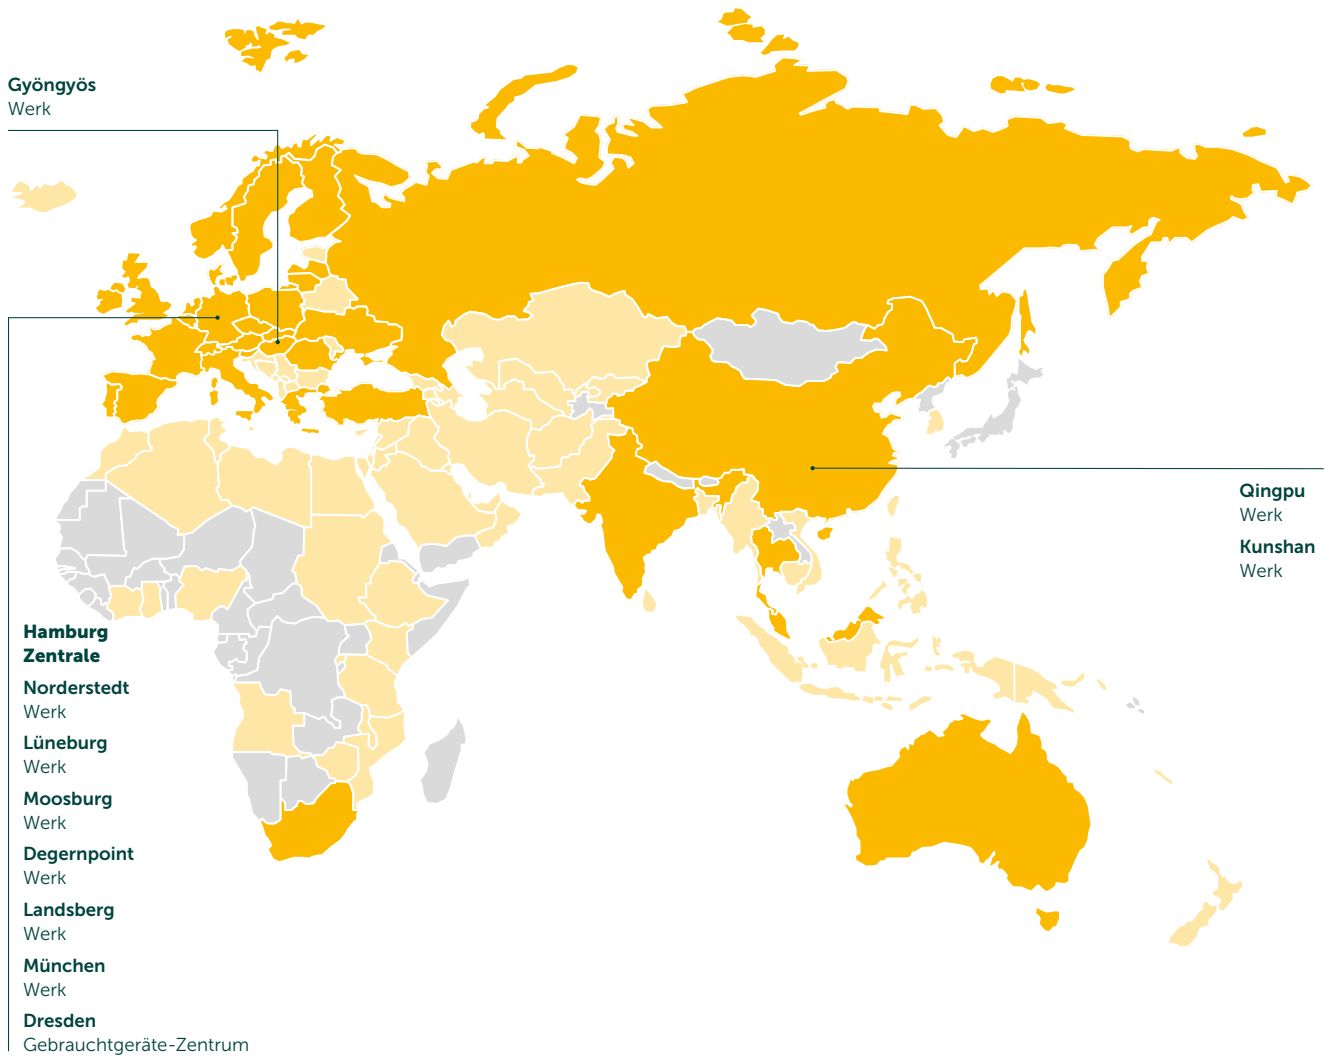 Gyöngyös
Werk
Qingpu
Werk
Kunshan
Werk
Hamburg
Zentrale
Norderstedt
Werk
Lüneburg
Werk
Moosburg
Werk
Degernpoint
Werk
Landsberg
Werk
München
Werk
Dresden
Gebrauchtgeräte-Zentrum